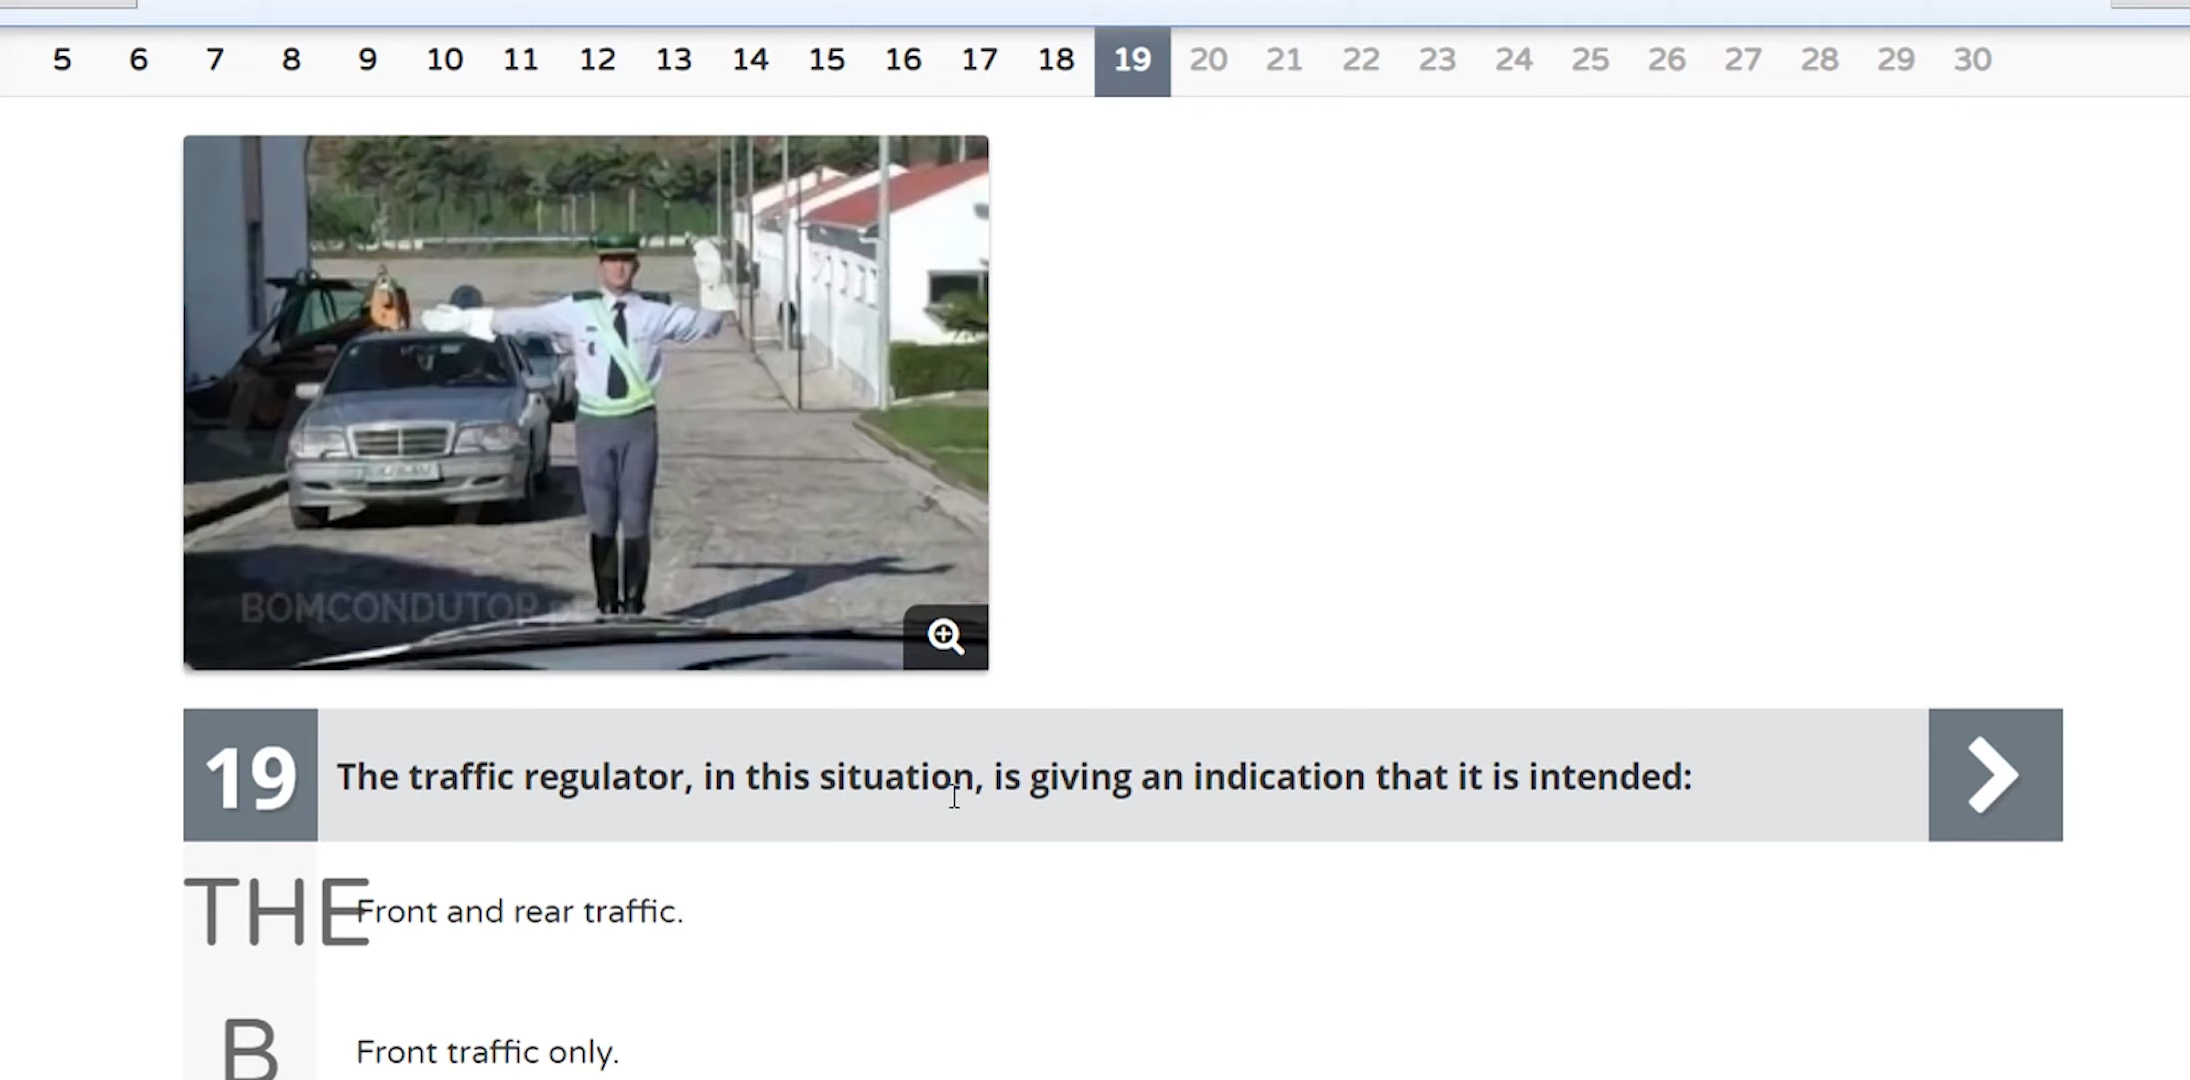 5 6 7 8 9 10 11 12 13 14 15 16 17 18 19 20 21 22 23 24 25 26 27 28 29 30
BOMCONDUTOR
19 The traffic regulator, in this situation, is giving an indication that it is intended:
THE Front and rear traffic.
B Front traffic only.